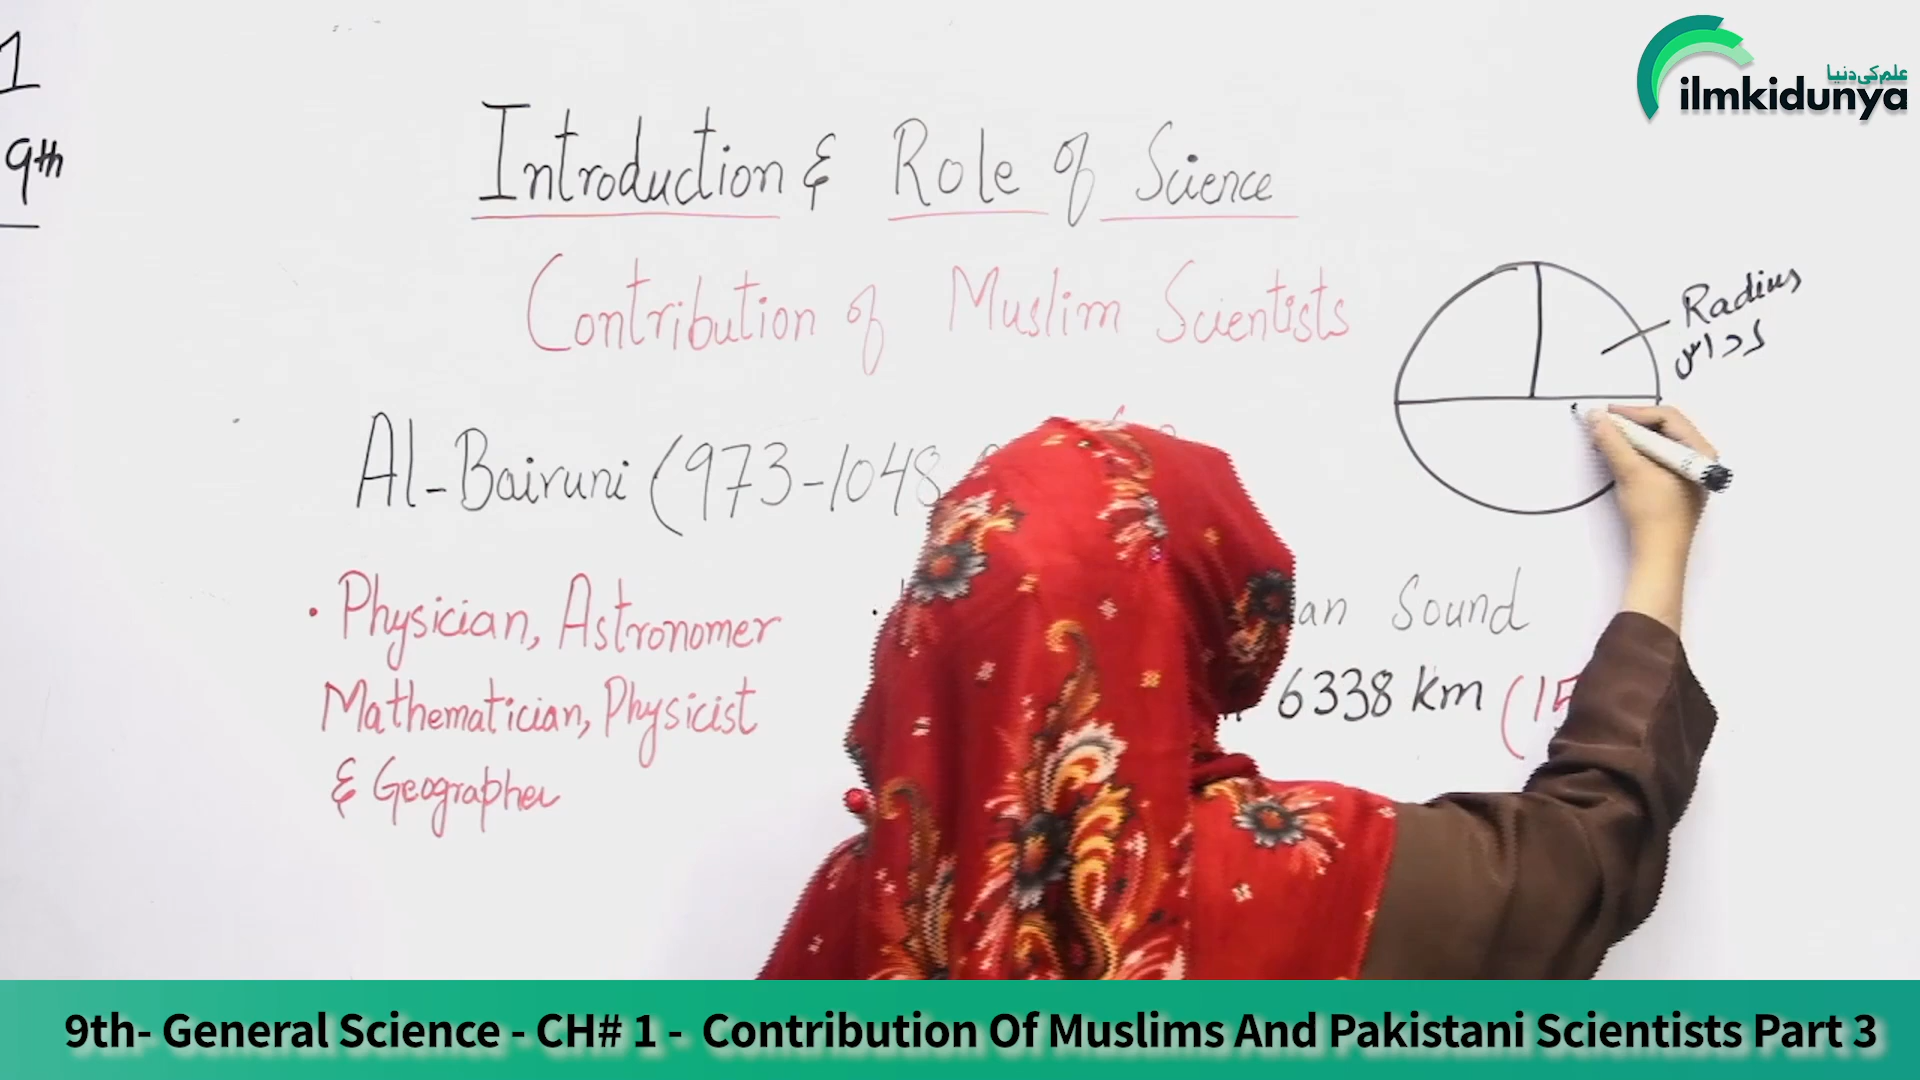 علم کی دنیا
ilmkidunya
1
9th
Introduction & Role of Science
Contribution of Muslim Scientists
Radius
رداس
Al-Bairuni (973-1048
• Physician, Astronomer
Mathematician, Physicist
& Geographer
an Sound
6338 km (15
9th- General Science - CH# 1 - Contribution Of Muslims And Pakistani Scientists Part 3